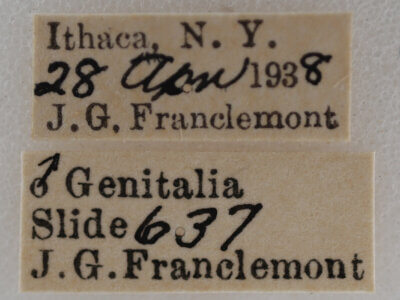 Ithaca, N. Y.
28 Apr 1938
J.G. Franclemont
♂ Genitalia
Slide 637
J.G.Franclemont